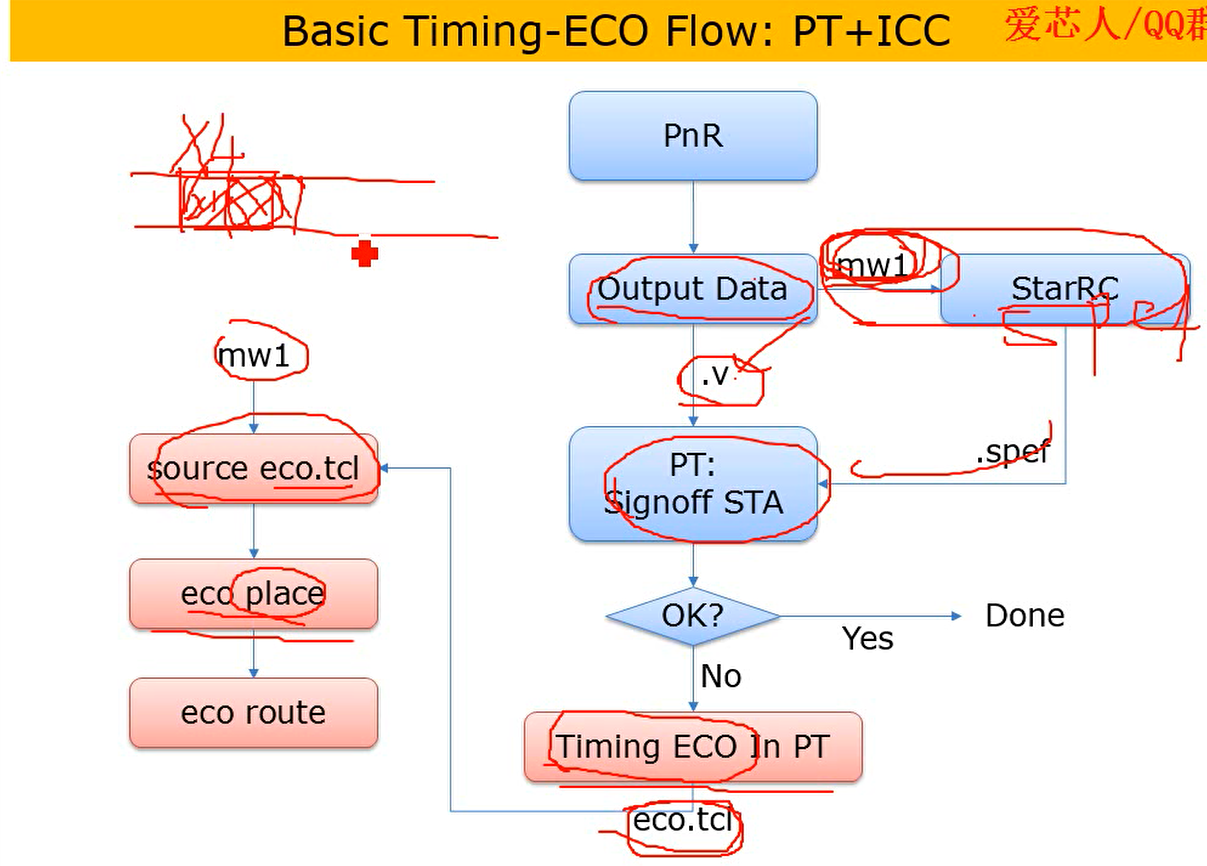 Basic Timing-ECO Flow: PT+ICC
爱芯人/QQ群
PnR
Output Data
mw1
StarRC
.v
mw1
source eco.tcl
PT:
Signoff STA
.spef
eco place
OK?
Yes
Done
No
eco route
Timing ECO In PT
eco.tcl